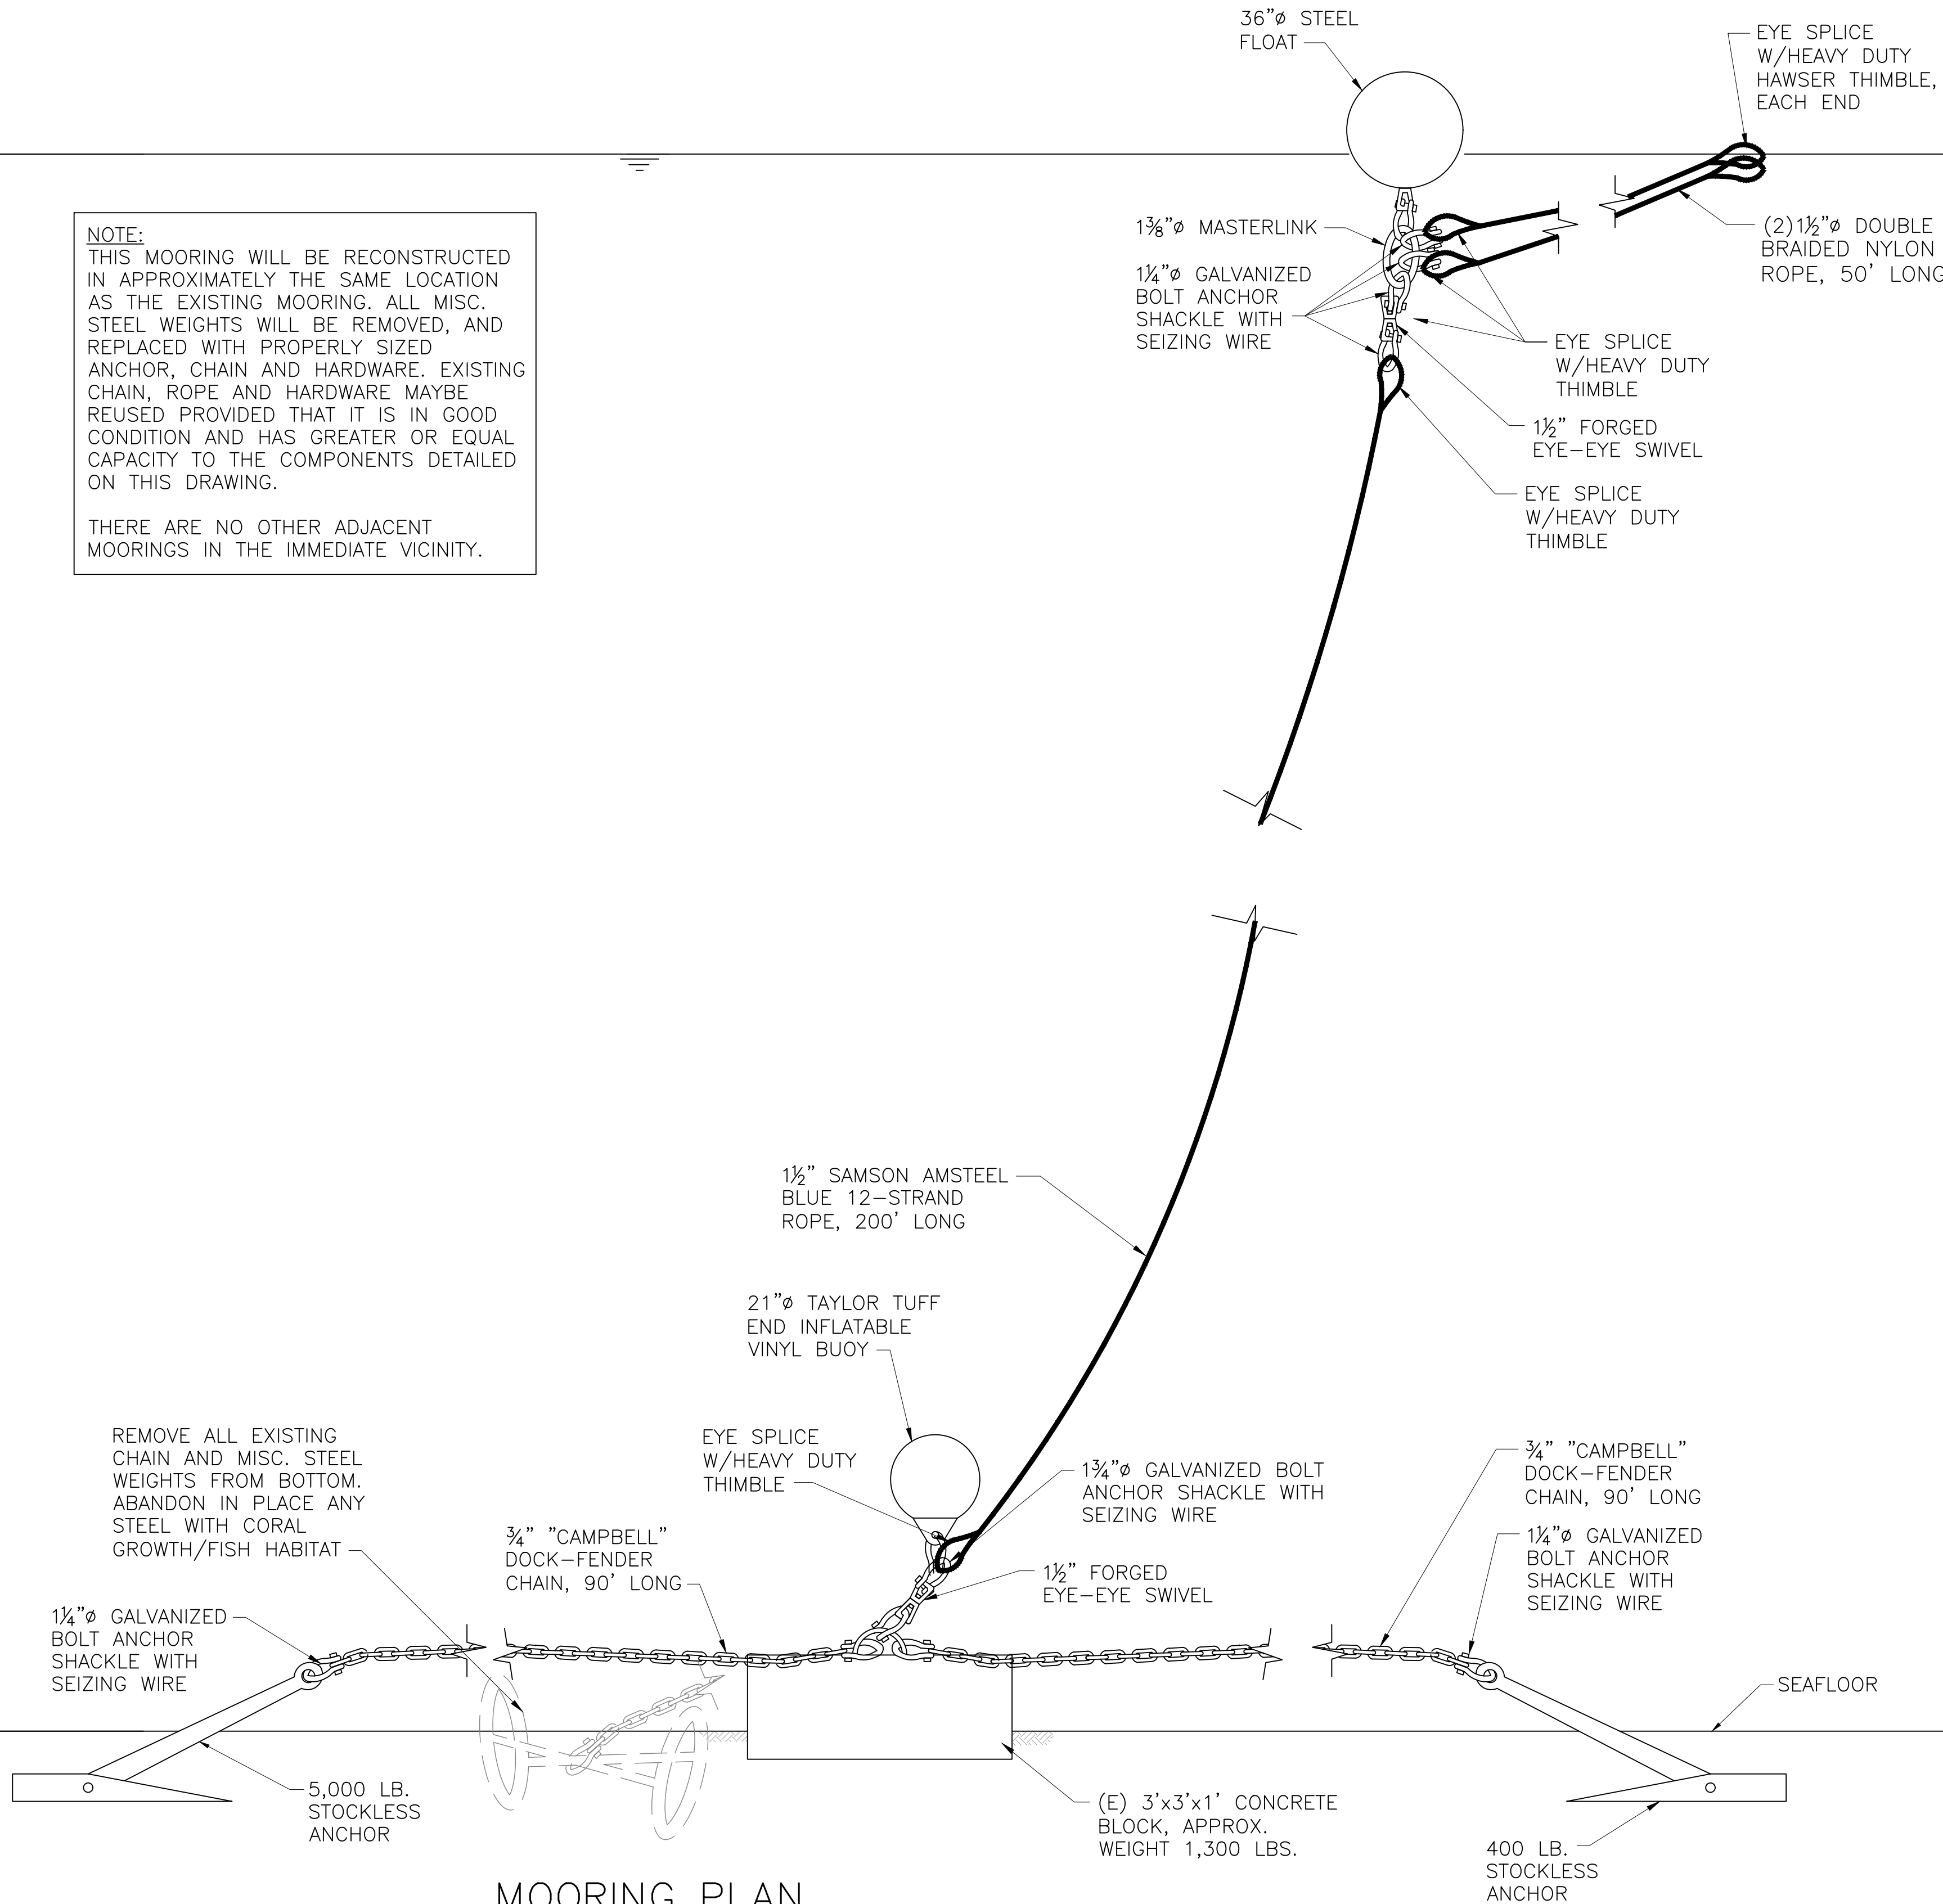 36"ø STEEL
FLOAT
EYE SPLICE
W/HEAVY DUTY
HAWSER THIMBLE,
EACH END
NOTE:
THIS MOORING WILL BE RECONSTRUCTED
IN APPROXIMATELY THE SAME LOCATION
AS THE EXISTING MOORING. ALL MISC.
STEEL WEIGHTS WILL BE REMOVED, AND
REPLACED WITH PROPERLY SIZED
ANCHOR, CHAIN AND HARDWARE. EXISTING
CHAIN, ROPE AND HARDWARE MAYBE
REUSED PROVIDED THAT IT IS IN GOOD
CONDITION AND HAS GREATER OR EQUAL
CAPACITY TO THE COMPONENTS DETAILED
ON THIS DRAWING.
THERE ARE NO OTHER ADJACENT
MOORINGS IN THE IMMEDIATE VICINITY.
1⅜"ø MASTERLINK
1¼"ø GALVANIZED
BOLT ANCHOR
SHACKLE WITH
SEIZING WIRE
(2)1½"ø DOUBLE
BRAIDED NYLON
ROPE, 50' LONG
EYE SPLICE
W/HEAVY DUTY
THIMBLE
1½" FORGED
EYE-EYE SWIVEL
EYE SPLICE
W/HEAVY DUTY
THIMBLE
1½" SAMSON AMSTEEL
BLUE 12-STRAND
ROPE, 200' LONG
21"ø TAYLOR TUFF
END INFLATABLE
VINYL BUOY
REMOVE ALL EXISTING
CHAIN AND MISC. STEEL
WEIGHTS FROM BOTTOM.
ABANDON IN PLACE ANY
STEEL WITH CORAL
GROWTH/FISH HABITAT
EYE SPLICE
W/HEAVY DUTY
THIMBLE
1¾"ø GALVANIZED BOLT
ANCHOR SHACKLE WITH
SEIZING WIRE
¾" "CAMPBELL"
DOCK-FENDER
CHAIN, 90' LONG
¾" "CAMPBELL"
DOCK-FENDER
CHAIN, 90' LONG
1½" FORGED
EYE-EYE SWIVEL
1¼"ø GALVANIZED
BOLT ANCHOR
SHACKLE WITH
SEIZING WIRE
1¼"ø GALVANIZED
BOLT ANCHOR
SHACKLE WITH
SEIZING WIRE
SEAFLOOR
5,000 LB.
STOCKLESS
ANCHOR
(E) 3'x3'x1' CONCRETE
BLOCK, APPROX.
WEIGHT 1,300 LBS.
400 LB.
STOCKLESS
ANCHOR
MOORING PLAN